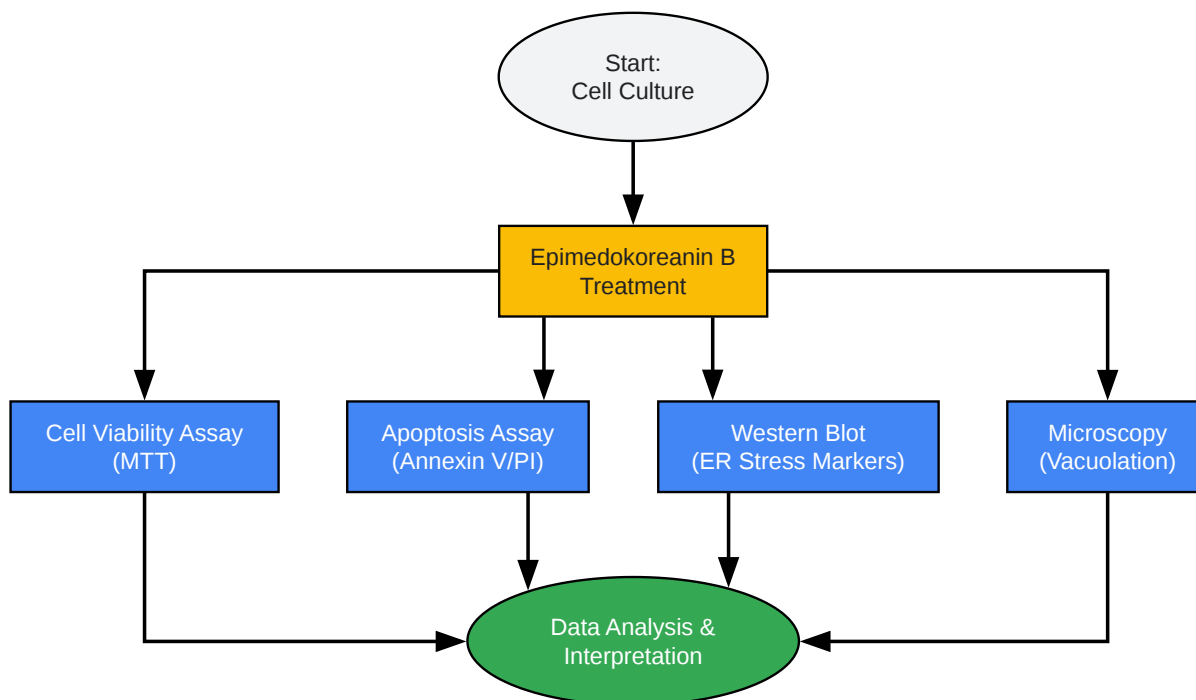 Start:
Cell Culture
Epimedokoreanin B
Treatment
Cell Viability Assay
(MTT)
Apoptosis Assay
(Annexin V/PI)
Western Blot
(ER Stress Markers)
Microscopy
(Vacuolation)
Data Analysis &
Interpretation